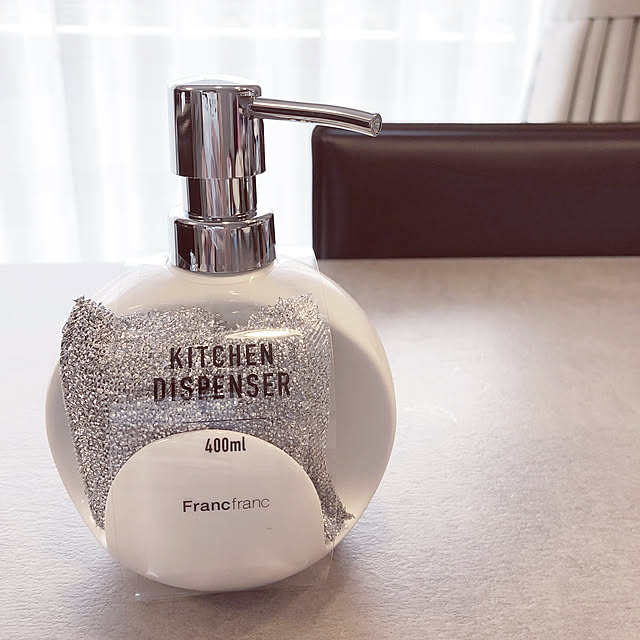 KITCHEN
DISPENSER
400ml
Francfranc